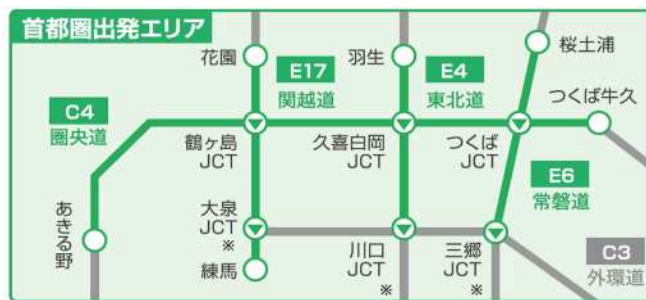 首都圏出発エリア
花園
羽生
桜土浦
E17
関越道
E4
東北道
つくば牛久
C4
圏央道
鶴ヶ島
JCT
久喜白岡
JCT
つくば
JCT
E6
常磐道
あきる野
大泉
JCT
※
川口
JCT
※
三郷
JCT
※
C3
外環道
練馬